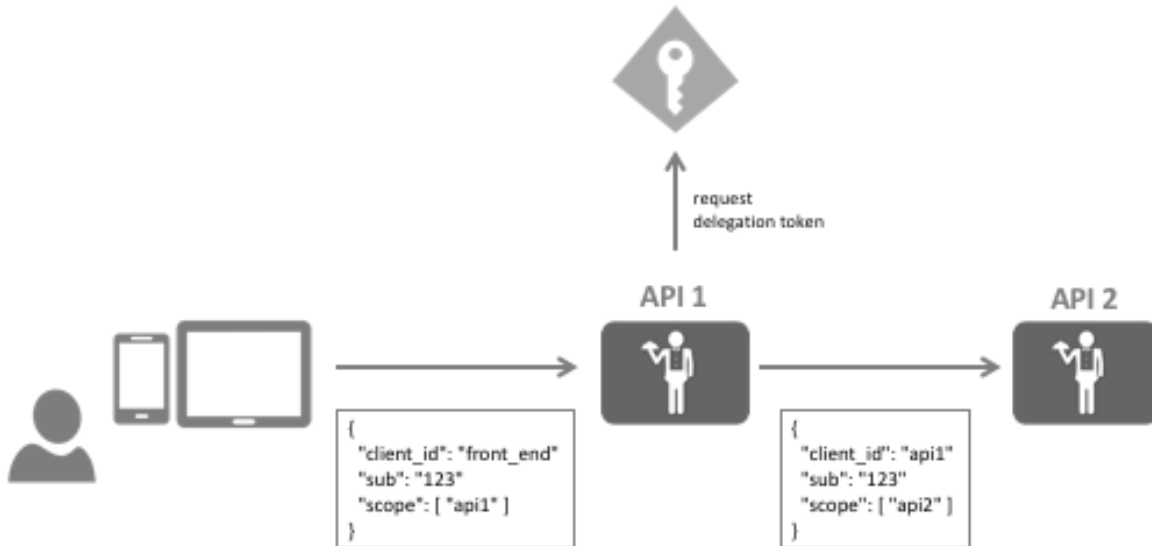 request
delegation token
API 1
API 2
{
"client_id": "front_end"
"sub": "123"
"scope": [ "api1" ]
}
{
"client_id": "api1"
"sub": "123"
"scope": [ "api2" ]
}